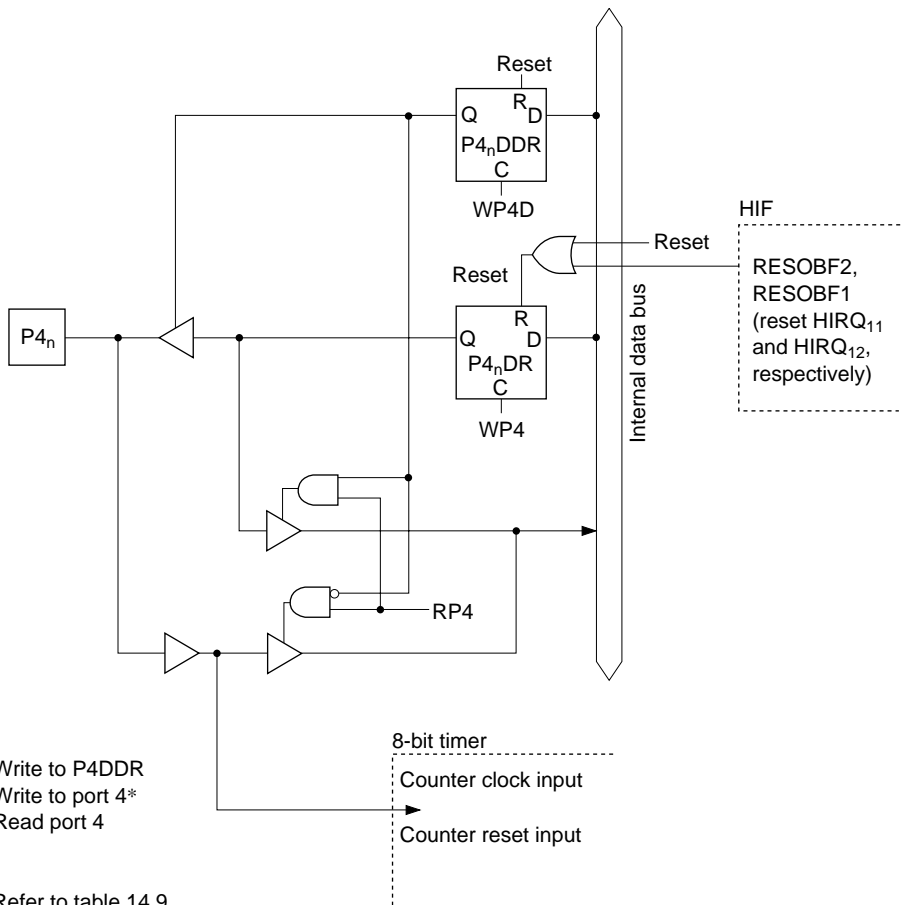 Reset
Q
R
D
P4nDDR
C
WP4D
HIF
Reset
Reset
RESOBF2,
RESOBF1
(reset HIRQ11
and HIRQ12,
respectively)
R
Q
D
P4n
P4nDR
C
WP4
Internal data bus
RP4
8-bit timer
Write to P4DDR
Counter clock input
Write to port 4*
Read port 4
Counter reset input
Refer to table 14.9